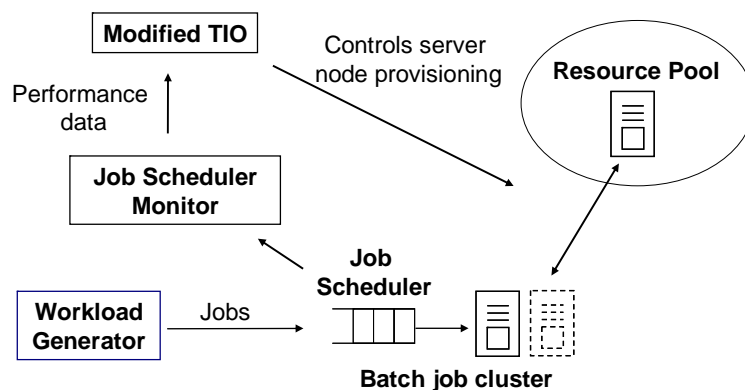 Modified TIO
Controls server
node provisioning
Resource Pool
Performance
data
Job Scheduler
Monitor
Job
Scheduler
Workload
Generator
Jobs
Batch job cluster